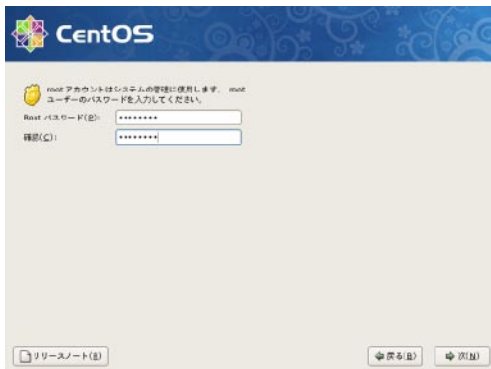 CentOS
root アカウントはシステムの管理に使用します。 root
ユーザーのパスワードを入力してください。
Root パスワード(P):
********
確認(C):
********
リリースノート(R)
戻る(B)
次(N)